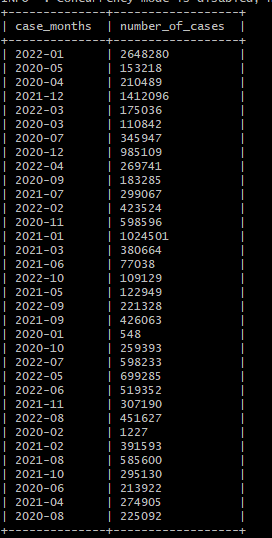 INFO : Concurrency mode is disabled,
case_months | number_of_cases
2022-01 | 2648280
2020-05 | 153218
2020-04 | 210489
2021-12 | 1412096
2022-03 | 175036
2020-03 | 110842
2020-07 | 345947
2020-12 | 985109
2022-04 | 269741
2020-09 | 183285
2021-07 | 299067
2022-02 | 423524
2020-11 | 598596
2021-01 | 1024501
2021-03 | 380664
2021-06 | 77038
2022-10 | 109129
2021-05 | 122949
2022-09 | 221328
2021-09 | 426063
2020-01 | 548
2020-10 | 259393
2022-07 | 598233
2022-05 | 699285
2022-06 | 519352
2021-11 | 307190
2022-08 | 451627
2020-02 | 1227
2021-02 | 391593
2021-08 | 585600
2021-10 | 295130
2020-06 | 213922
2021-04 | 274905
2020-08 | 225092